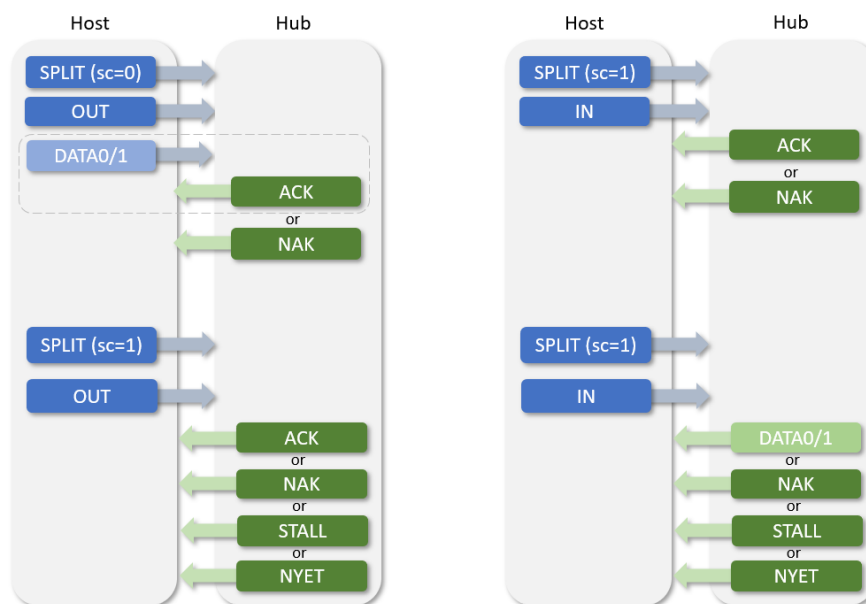 Host
Hub
SPLIT (sc=0)
OUT
DATA0/1
ACK
or
NAK
SPLIT (sc=1)
OUT
ACK
or
NAK
or
STALL
or
NYET
Host
Hub
SPLIT (sc=1)
IN
ACK
or
NAK
SPLIT (sc=1)
IN
DATA0/1
or
NAK
or
STALL
or
NYET